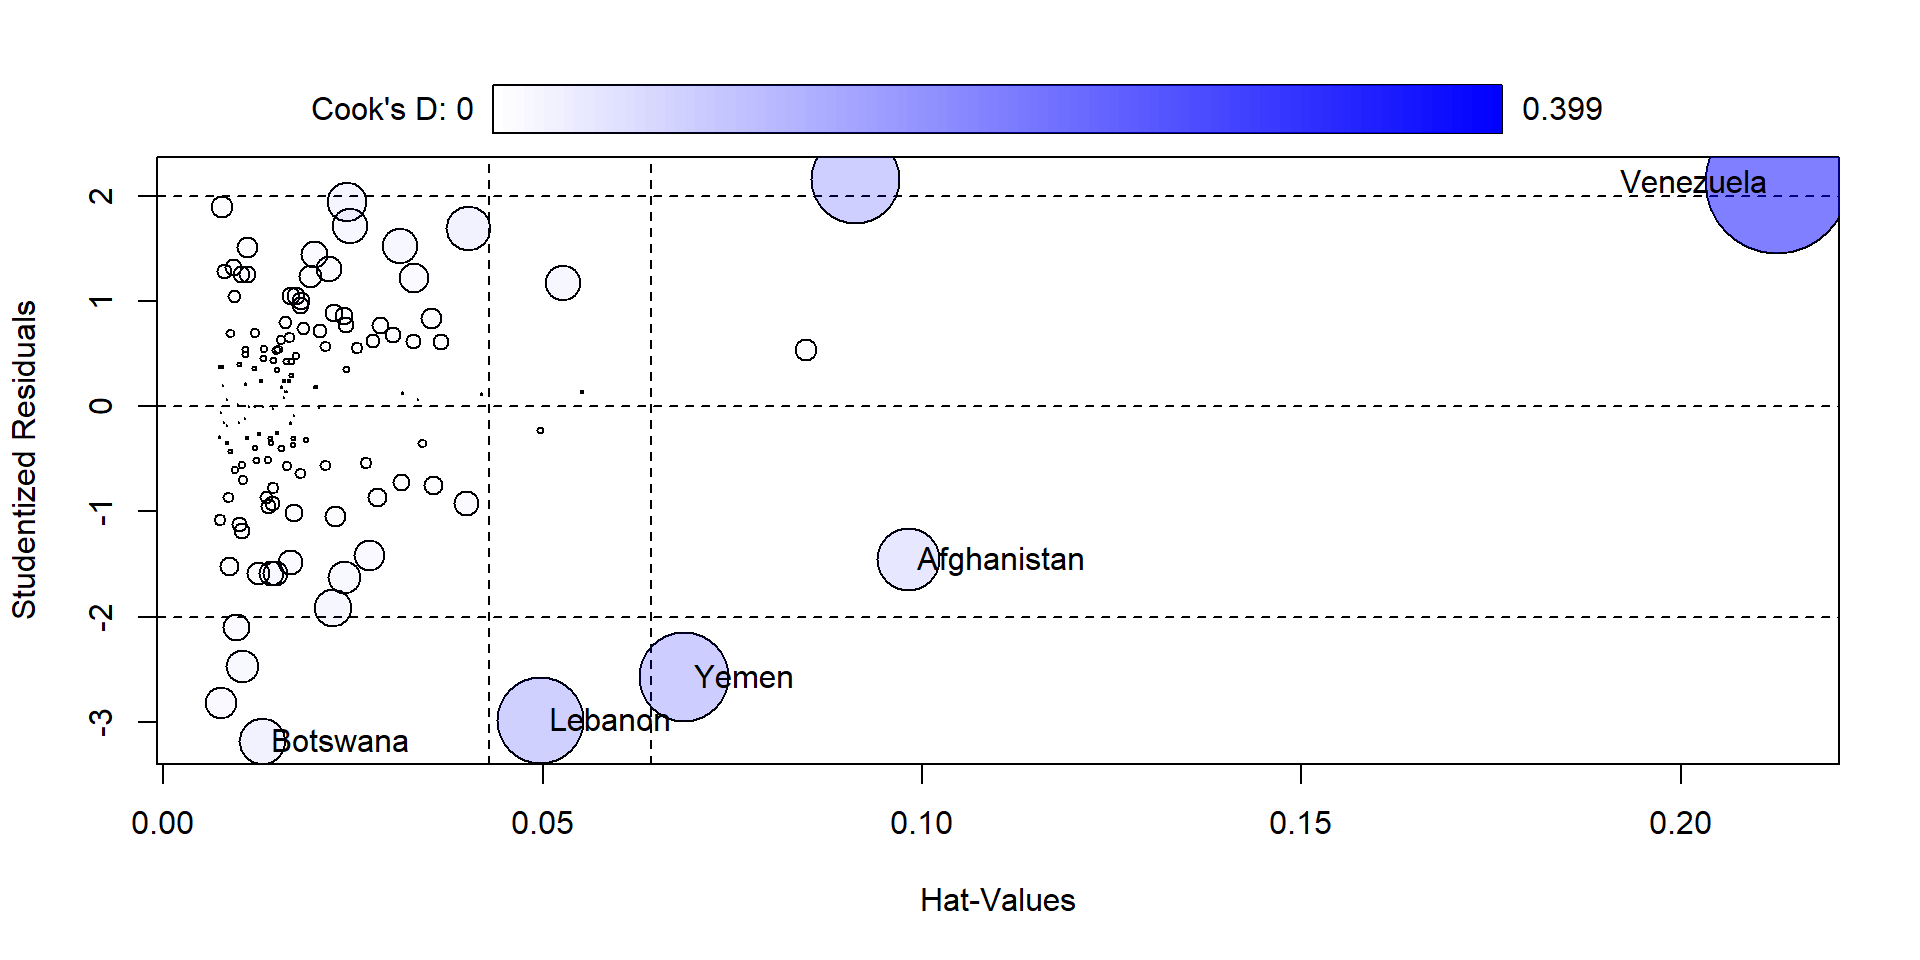 Cook's D: 0
0.399
Venezuela
2
1
0
-1
-2
-3
Studentized Residuals
Afghanistan
Yemen
Lebanon
Botswana
0.00
0.05
0.10
0.15
0.20
Hat-Values